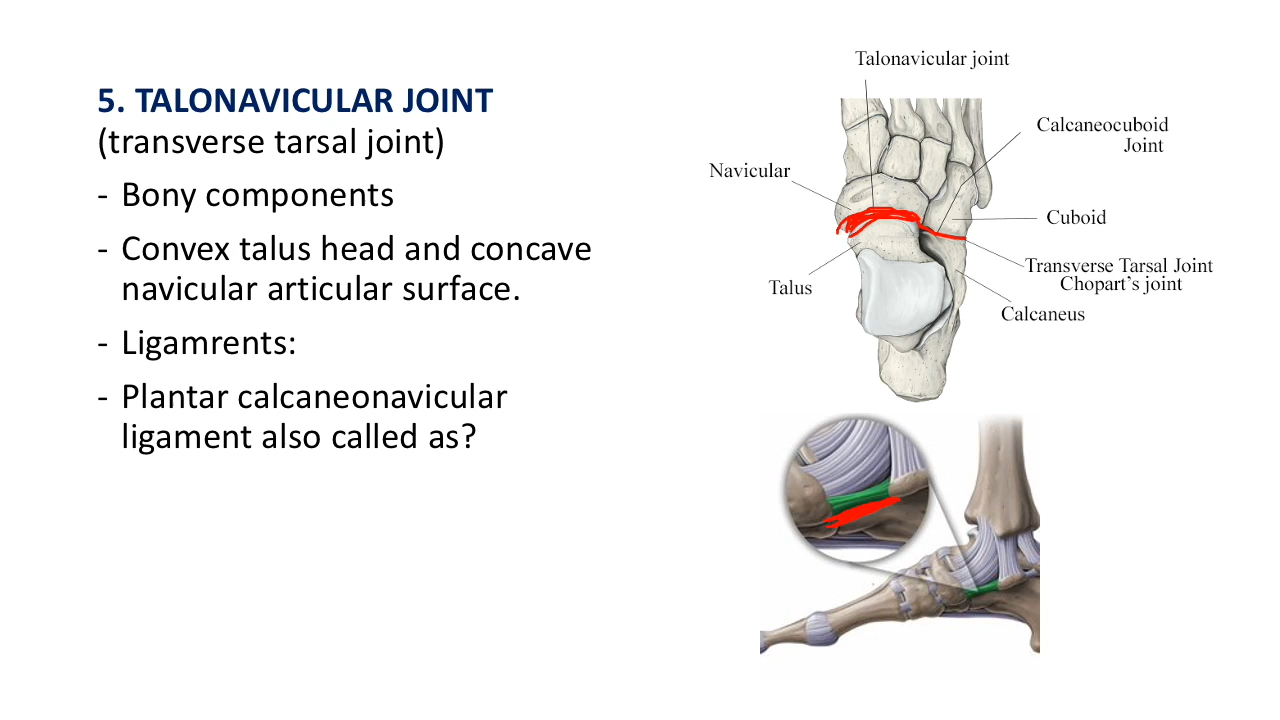 5. TALONAVICULAR JOINT
(transverse tarsal joint)
- Bony components
- Convex talus head and concave
navicular articular surface.
- Ligamrents:
- Plantar calcaneonavicular
ligament also called as?
Talonavicular joint
Calcaneocuboid
Joint
Navicular
Cuboid
Transverse Tarsal Joint
Chopart's joint
Talus
Calcaneus